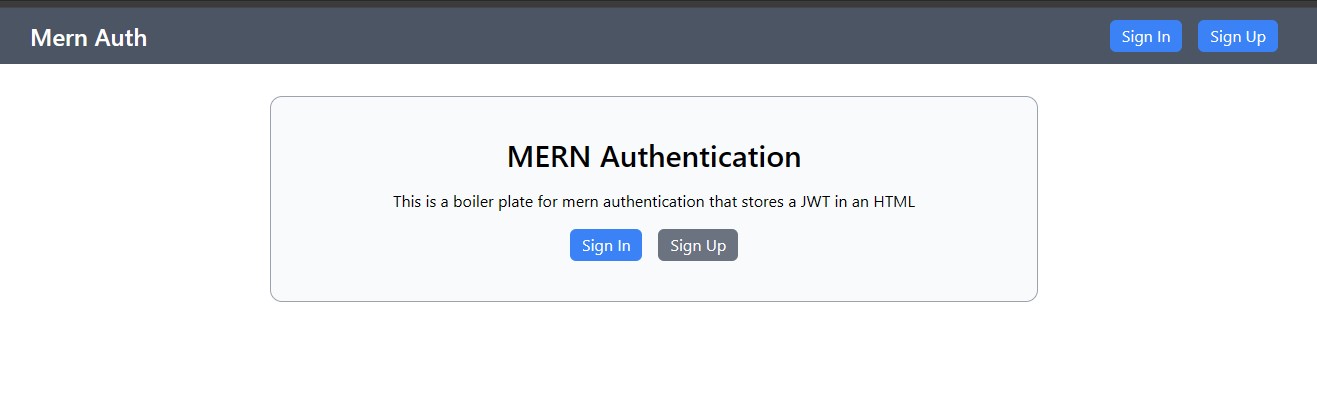 Mern Auth
Sign In
Sign Up
MERN Authentication
This is a boiler plate for mern authentication that stores a JWT in an HTML
Sign In
Sign Up